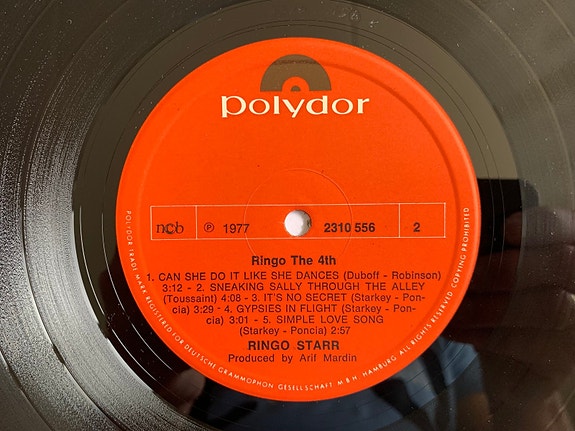 polydor
ncb ℗ 1977 2310 556 2
Ringo The 4th
1. CAN SHE DO IT LIKE SHE DANCES (Duboff - Robinson)
3:12 - 2. SNEAKING SALLY THROUGH THE ALLEY
(Toussaint) 4:08 - 3. IT'S NO SECRET (Starkey - Pon-
cia) 3:29 - 4. GYPSIES IN FLIGHT (Starkey - Pon-
cia) 3:01 - 5. SIMPLE LOVE SONG
(Starkey - Poncia) 2:57
RINGO STARR
Produced by Arif Mardin
POLYDOR TRADE MARK REGISTERED FOR DEUTSCHE GRAMMOPHON GESELLSCHAFT M.B.H. HAMBURG ALL RIGHTS RESERVED. COPYING PROHIBITED